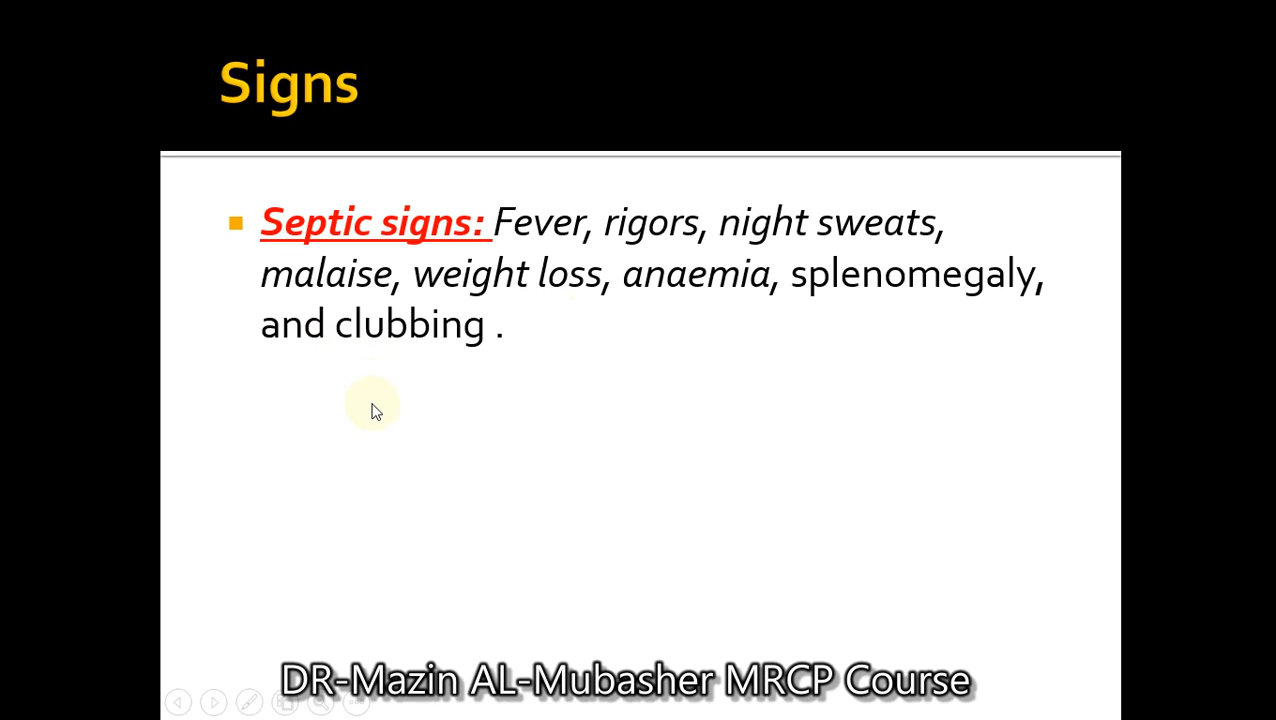 Signs
Septic signs: Fever, rigors, night sweats,
malaise, weight loss, anaemia, splenomegaly,
and clubbing .
DR-Mazin AL-Mubasher MRCP Course